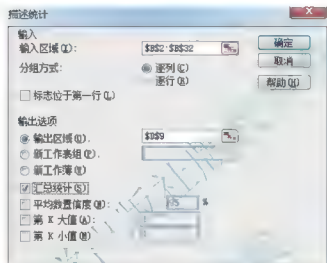 描述统计
输入
输入区域(I): $B$2:$B$32 确定
分组方式: 逐列(C) 取消
逐行(R) 帮助(H)
标志位于第一行(L)
输出选项
输出区域(O): $D$9
新工作表组(P):
新工作薄(W)
汇总统计(S)
平均数置信度(N): %
第 K 大值(A):
第 K 小值(M):